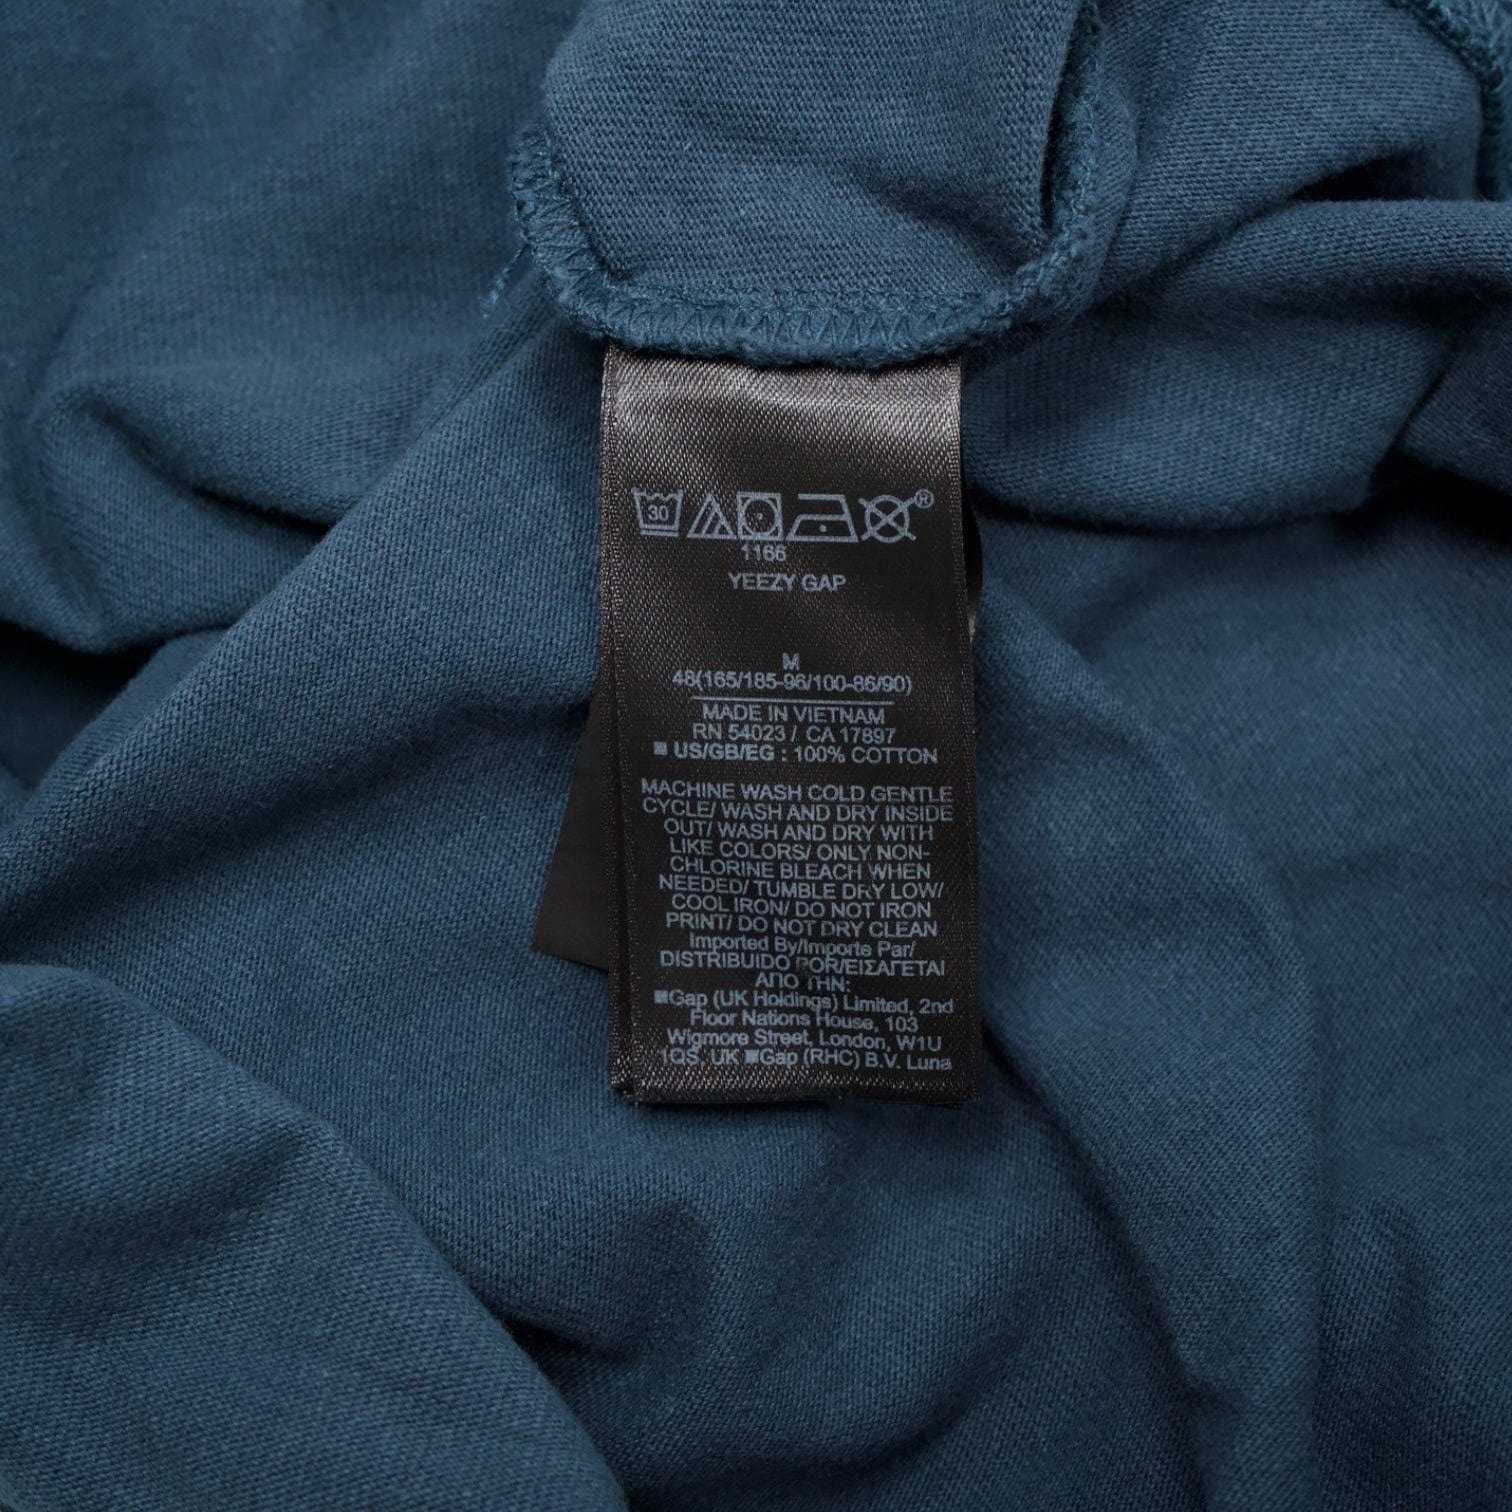 30 ®
1166
YEEZY GAP
M
48(165/185-96/100-86/90)
MADE IN VIETNAM
RN 54023 / CA 17897
■ US/GB/EG : 100% COTTON
MACHINE WASH COLD GENTLE
CYCLE/ WASH AND DRY INSIDE
OUT/ WASH AND DRY WITH
LIKE COLORS/ ONLY NON-
CHLORINE BLEACH WHEN
NEEDED/ TUMBLE DRY LOW/
COOL IRON/ DO NOT IRON
PRINT/ DO NOT DRY CLEAN
Imported By/Importe Par/
DISTRIBUIDO POR/ΕΙΣΑΓΕΤΑΙ
ΑΠΟ ΤΗΝ:
■Gap (UK Holdings) Limited, 2nd
Floor Nations House, 103
Wigmore Street, London, W1U
1QS, UK ■Gap (RHC) B.V. Luna